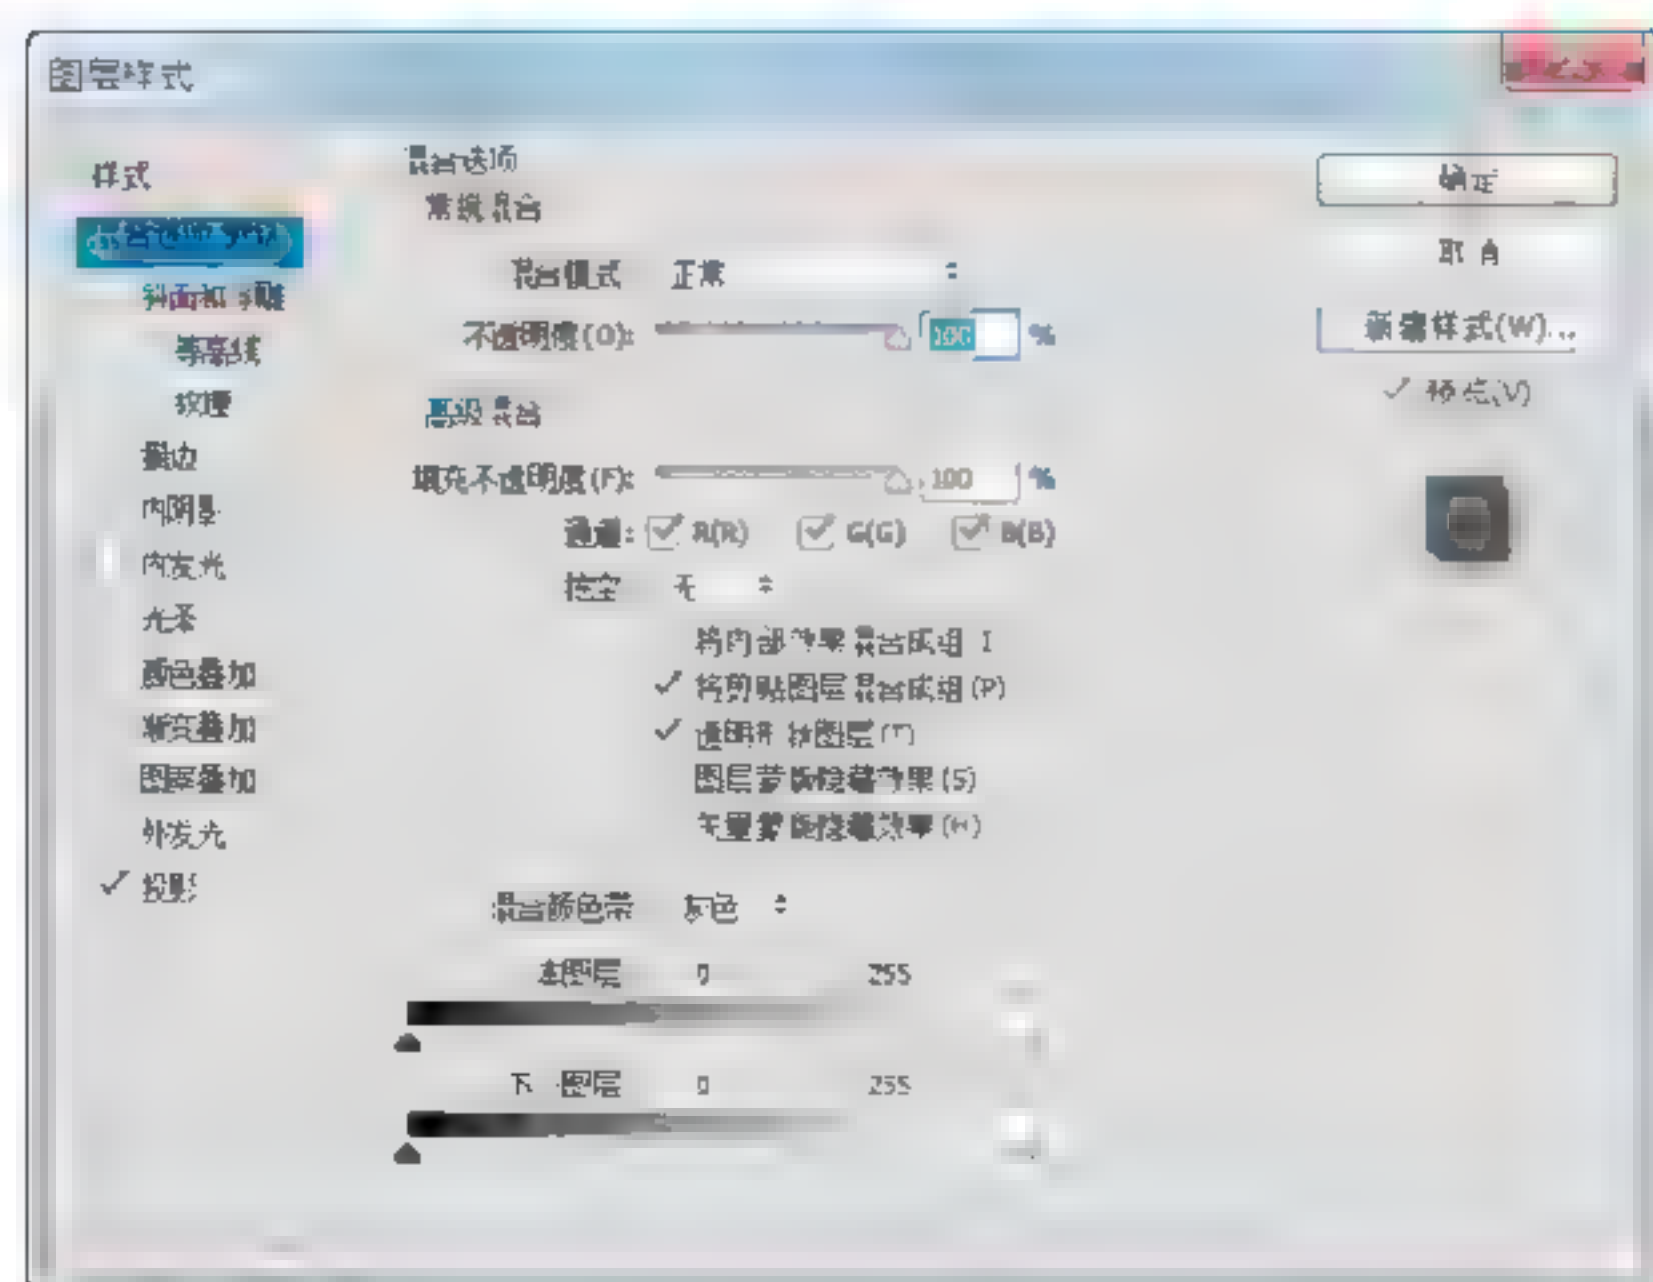 图层样式
样式
斜面和浮雕
等高线
纹理
描边
内阴影
内发光
光泽
颜色叠加
渐变叠加
图案叠加
外发光
投影
混合选项
常规混合
混合模式 正常
不透明度(O): 100 %
高级混合
填充不透明度(F): 100 %
通道: R(R) G(G) B(B)
挖空 无
将内部效果混合成组
将剪贴图层混合成组(P)
透明形 图层(T)
图层蒙版隐藏效果(S)
矢量蒙版隐藏效果(H)
混合颜色带 灰色
本图层 0 255
下一图层 0 255
确定
取消
新建样式(W)...
预览(V)